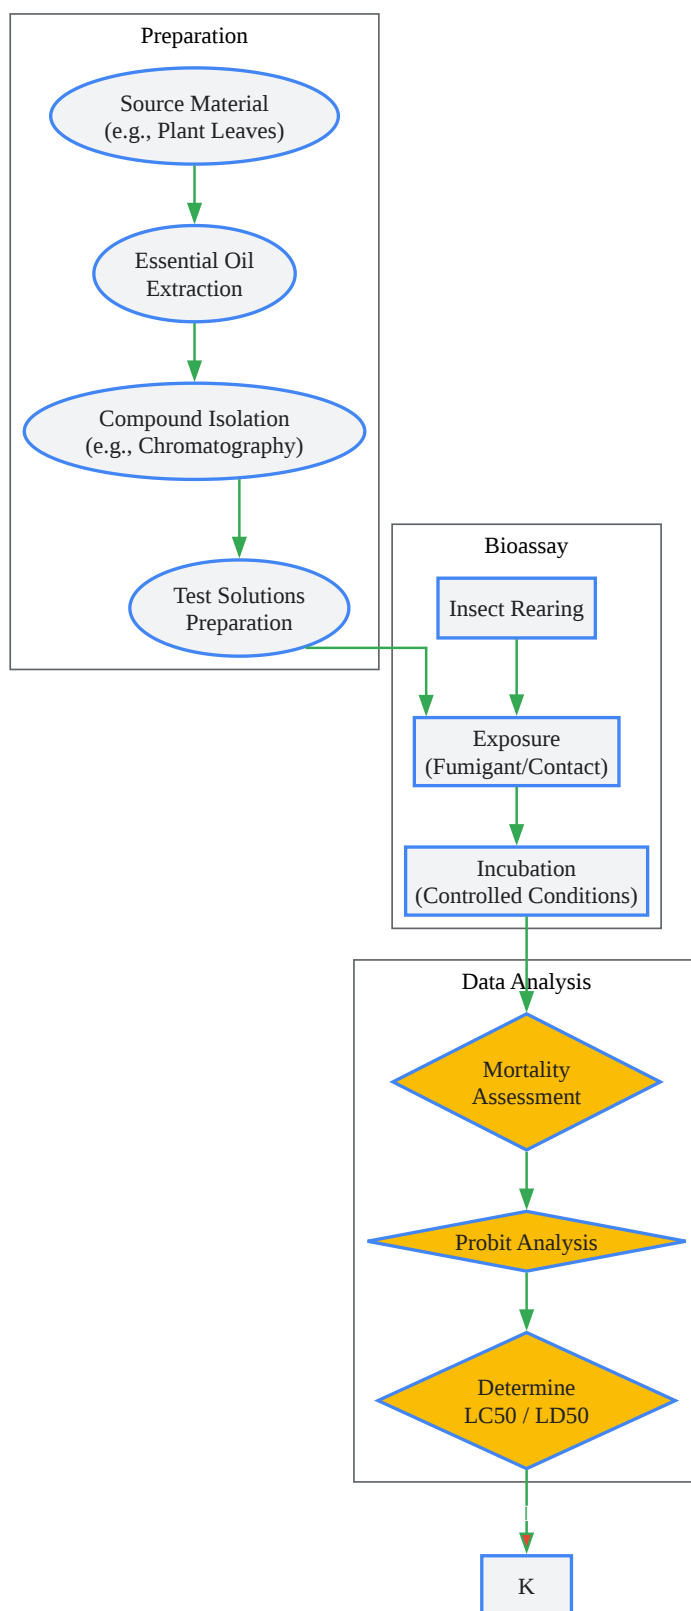 Preparation
Source Material
(e.g., Plant Leaves)
Essential Oil
Extraction
Compound Isolation
(e.g., Chromatography)
Test Solutions
Preparation
Bioassay
Insect Rearing
Exposure
(Fumigant/Contact)
Incubation
(Controlled Conditions)
Data Analysis
Mortality
Assessment
Probit Analysis
Determine
LC50 / LD50
K